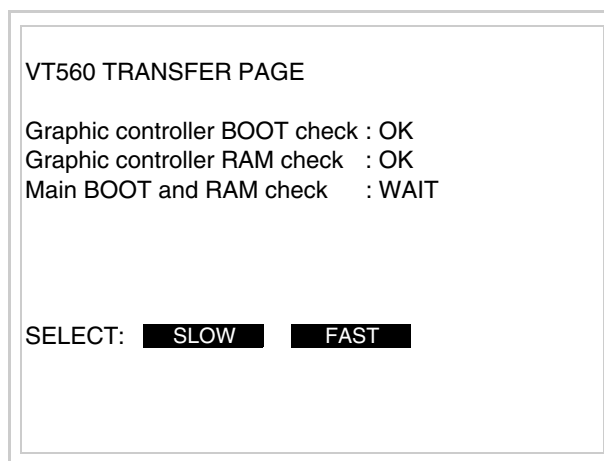 VT560 TRANSFER PAGE
Graphic controller BOOT check : OK
Graphic controller RAM check : OK
Main BOOT and RAM check : WAIT
SELECT: SLOW FAST